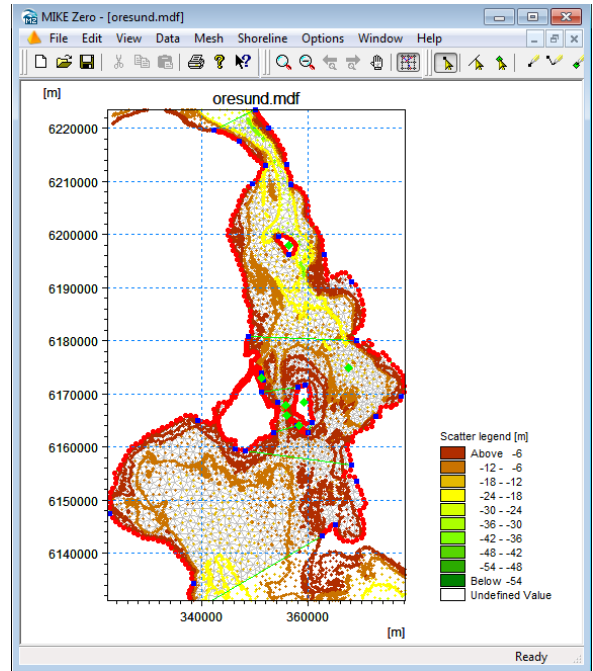 MIKE Zero - [oresund.mdf]
File Edit View Data Mesh Shoreline Options Window Help
[m]
oresund.mdf
6220000
6210000
6200000
6190000
6180000
6170000
6160000
6150000
6140000
340000 360000
[m]
Scatter legend [m]
Above -6
-12 - -6
-18 - -12
-24 - -18
-30 - -24
-36 - -30
-42 - -36
-48 - -42
-54 - -48
Below -54
Undefined Value
Ready